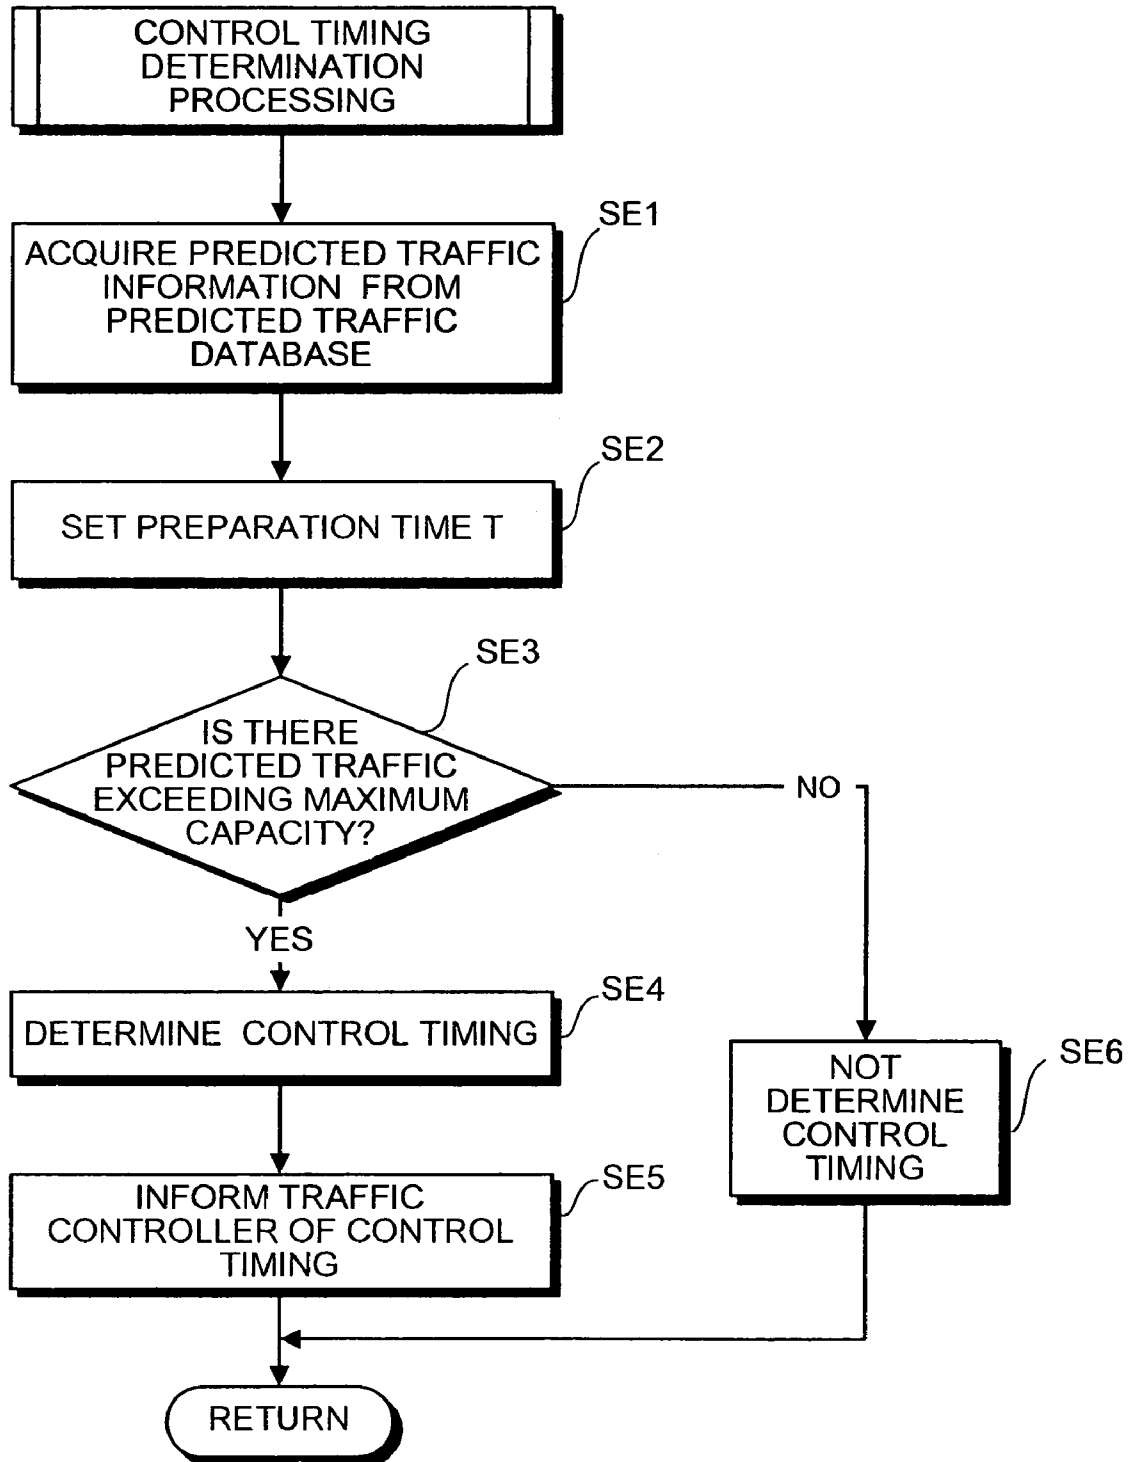 CONTROL TIMING
DETERMINATION
PROCESSING
SE1
ACQUIRE PREDICTED TRAFFIC
INFORMATION FROM
PREDICTED TRAFFIC
DATABASE
SE2
SET PREPARATION TIME T
SE3
IS THERE
PREDICTED TRAFFIC
EXCEEDING MAXIMUM
CAPACITY?
NO
YES
SE4
DETERMINE CONTROL TIMING
SE6
NOT
DETERMINE
CONTROL
TIMING
SE5
INFORM TRAFFIC
CONTROLLER OF CONTROL
TIMING
RETURN